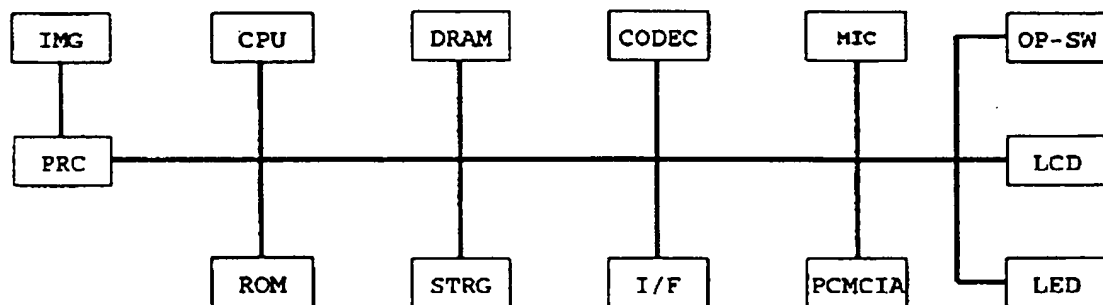 IMG CPU DRAM CODEC MIC OP-SW
PRC LCD
ROM STRG I/F PCMCIA LED